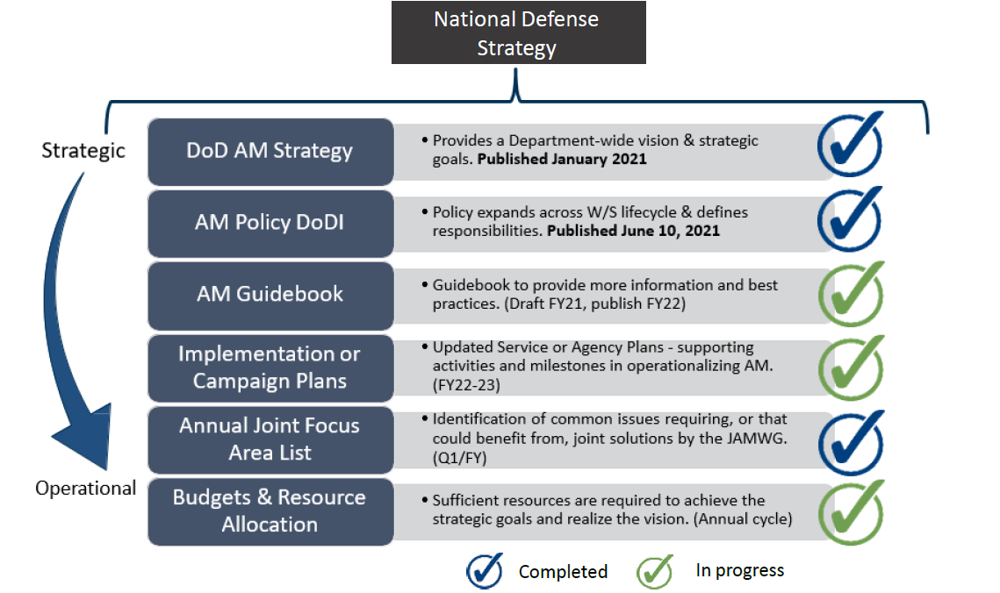 National Defense
Strategy
Strategic
DoD AM Strategy
• Provides a Department-wide vision & strategic
goals. Published January 2021
AM Policy DoDI
• Policy expands across W/S lifecycle & defines
responsibilities. Published June 10, 2021
AM Guidebook
• Guidebook to provide more information and best
practices. (Draft FY21, publish FY22)
Implementation or
Campaign Plans
• Updated Service or Agency Plans - supporting
activities and milestones in operationalizing AM.
(FY22-23)
Annual Joint Focus
Area List
• Identification of common issues requiring, or that
could benefit from, joint solutions by the JAMWG.
(Q1/FY)
Operational
Budgets & Resource
Allocation
• Sufficient resources are required to achieve the
strategic goals and realize the vision. (Annual cycle)
Completed
In progress